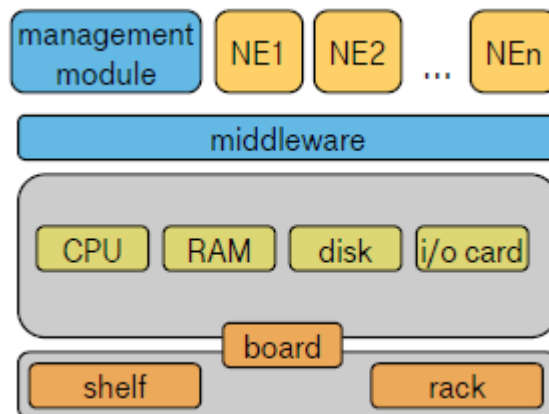 management
module
NE1 NE2 ... NEn
middleware
CPU RAM disk i/o card
board
shelf rack